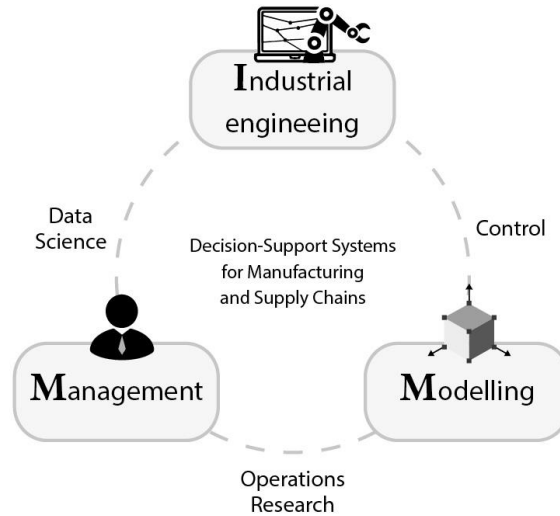 Industrial
engineeing
Data
Science
Control
Decision-Support Systems
for Manufacturing
and Supply Chains
Management
Modelling
Operations
Research